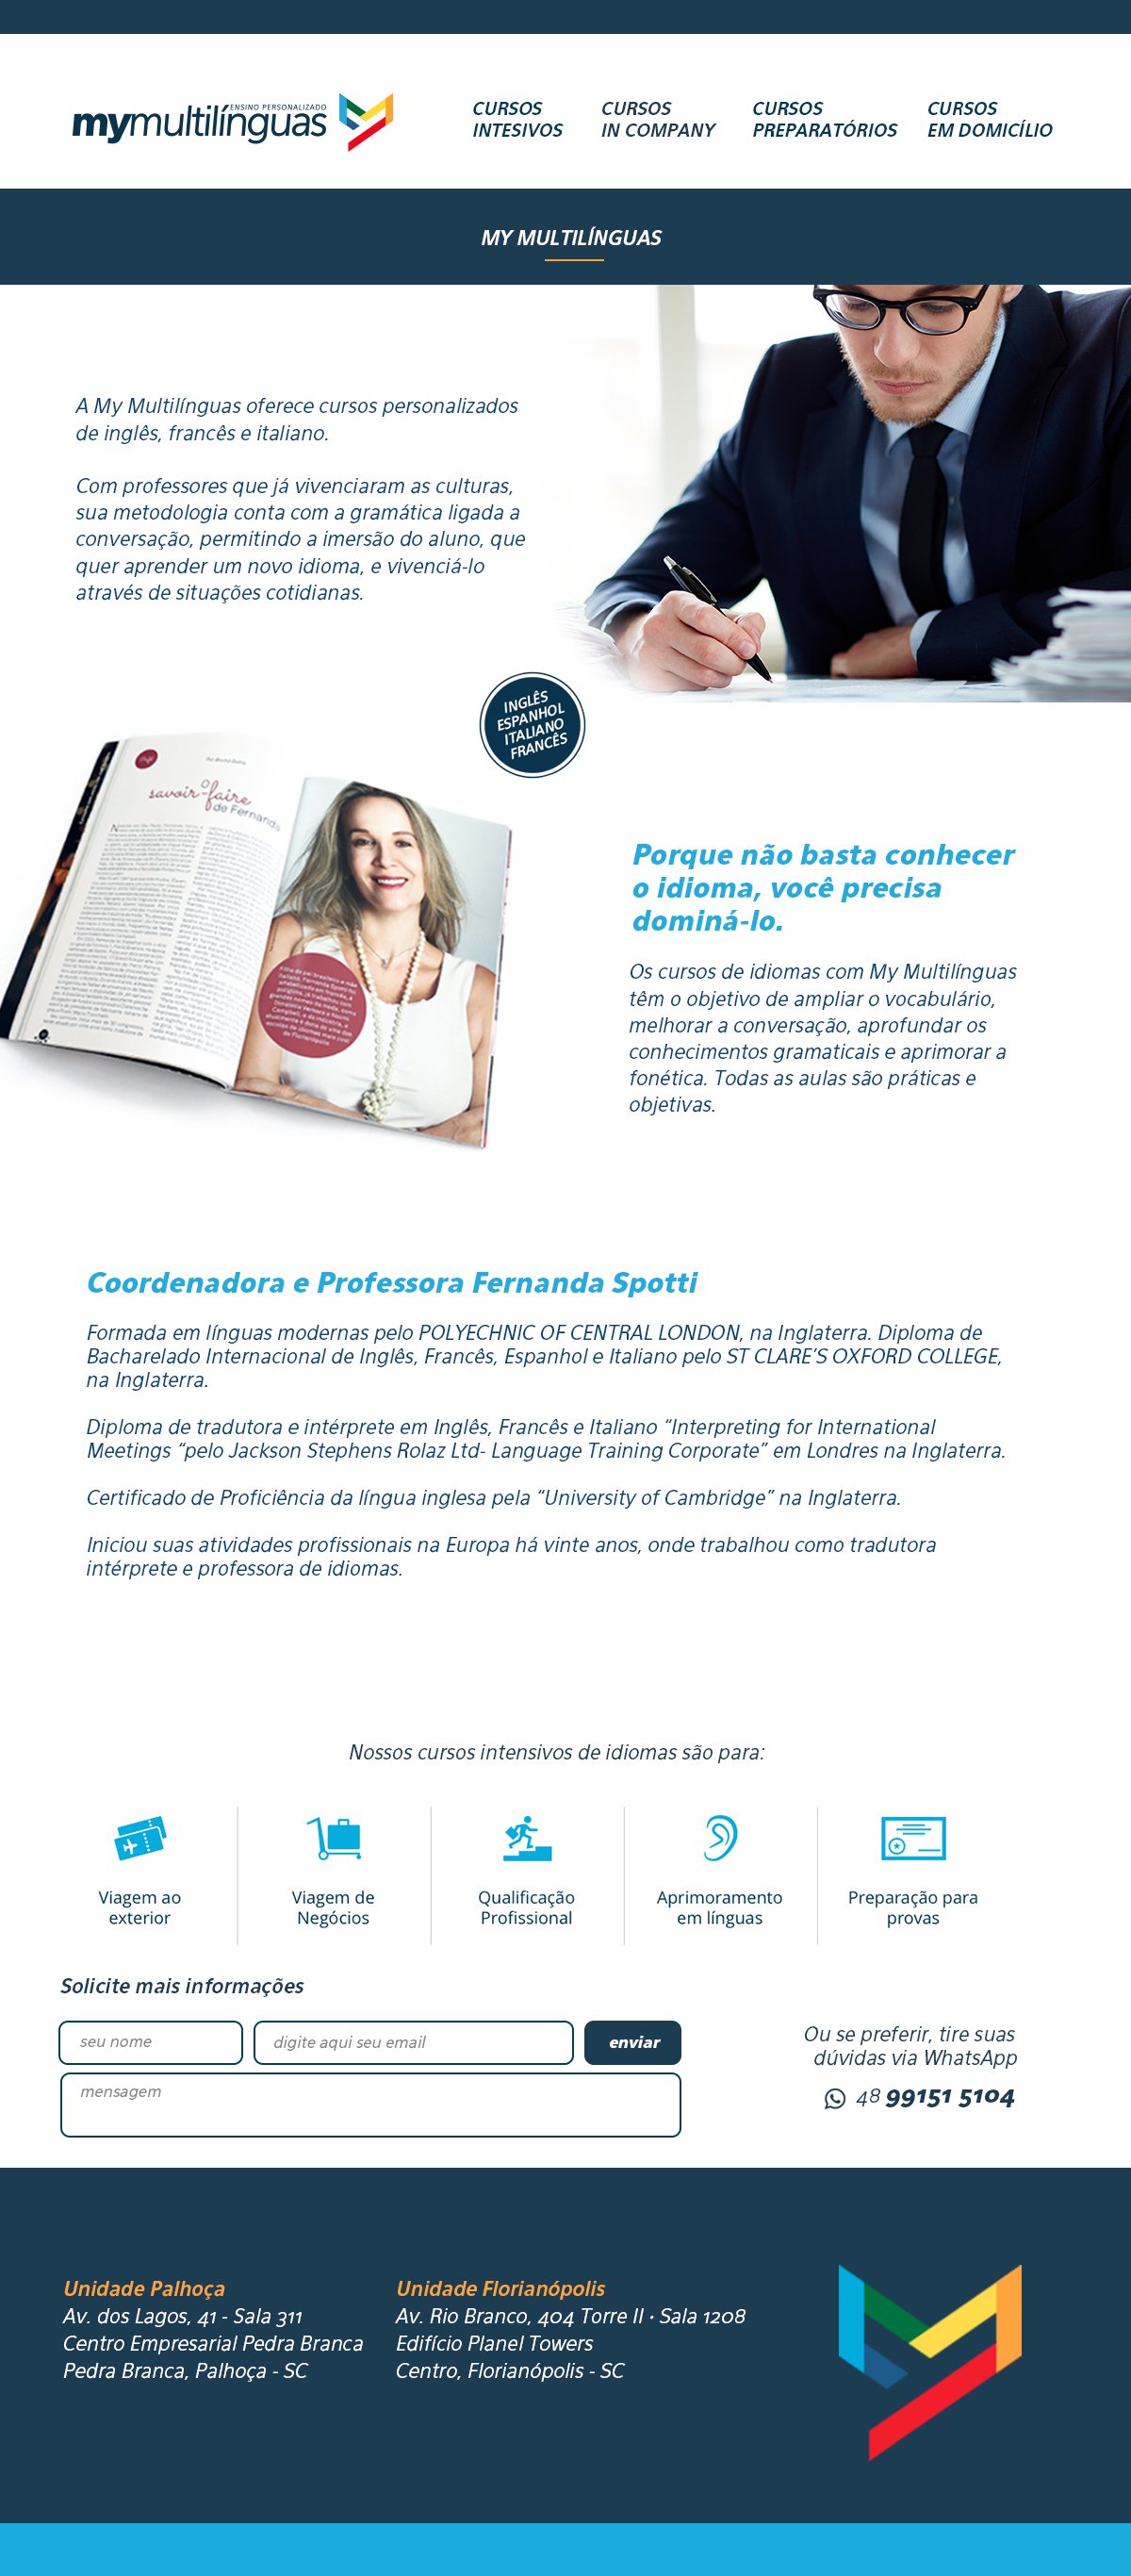 ENSINO PERSONALIZADO
mymultilínguas
CURSOS
INTESIVOS
CURSOS
IN COMPANY
CURSOS
PREPARATÓRIOS
CURSOS
EM DOMICÍLIO
MY MULTILÍNGUAS
A My Multilínguas oferece cursos personalizados
de inglês, francês e italiano.
Com professores que já vivenciaram as culturas,
sua metodologia conta com a gramática ligada a
conversação, permitindo a imersão do aluno, que
quer aprender um novo idioma, e vivenciá-lo
através de situações cotidianas.
INGLÊS
ESPANHOL
ITALIANO
FRANCÊS
O
savoir-faire
de Fernanda
Porque não basta conhecer
o idioma, você precisa
dominá-lo.
Os cursos de idiomas com My Multilínguas
têm o objetivo de ampliar o vocabulário,
melhorar a conversação, aprofundar os
conhecimentos gramaticais e aprimorar a
fonética. Todas as aulas são práticas e
objetivas.
Coordenadora e Professora Fernanda Spotti
Formada em línguas modernas pelo POLYECHNIC OF CENTRAL LONDON, na Inglaterra. Diploma de
Bacharelado Internacional de Inglês, Francês, Espanhol e Italiano pelo ST CLARE’S OXFORD COLLEGE,
na Inglaterra.
Diploma de tradutora e intérprete em Inglês, Francês e Italiano “Interpreting for International
Meetings “pelo Jackson Stephens Rolaz Ltd- Language Training Corporate” em Londres na Inglaterra.
Certificado de Proficiência da língua inglesa pela “University of Cambridge” na Inglaterra.
Iniciou suas atividades profissionais na Europa há vinte anos, onde trabalhou como tradutora
intérprete e professora de idiomas.
Nossos cursos intensivos de idiomas são para:
Viagem ao
exterior
Viagem de
Negócios
Qualificação
Profissional
Aprimoramento
em línguas
Preparação para
provas
Solicite mais informações
seu nome
digite aqui seu email
enviar
mensagem
Ou se preferir, tire suas
dúvidas via WhatsApp
48 99151 5104
Unidade Palhoça
Av. dos Lagos, 41 - Sala 311
Centro Empresarial Pedra Branca
Pedra Branca, Palhoça - SC
Unidade Florianópolis
Av. Rio Branco, 404 Torre II • Sala 1208
Edifício Planel Towers
Centro, Florianópolis - SC